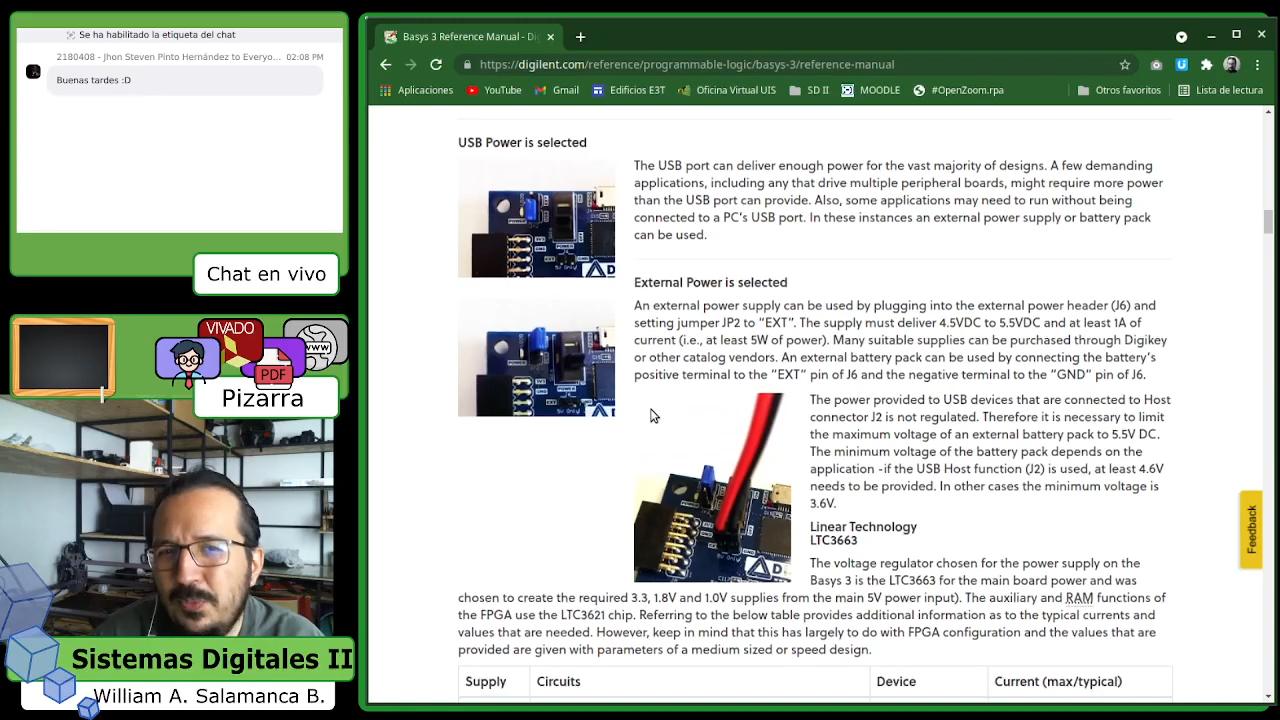 Se ha habilitado la etiqueta del chat
2180408 - Jhon Steven Pinto Hernández to Everyo... 02:08 PM
Buenas tardes :D
Chat en vivo
VIVADO
WWW
PDF
Pizarra
Sistemas Digitales II
William A. Salamanca B.
Basys 3 Reference Manual - Dig
https://digilent.com/reference/programmable-logic/basys-3/reference-manual
Aplicaciones YouTube Gmail Edificios E3T Oficina Virtual UIS SD II MOODLE #OpenZoom.rpa Otros favoritos Lista de lectura
USB Power is selected
The USB port can deliver enough power for the vast majority of designs. A few demanding
applications, including any that drive multiple peripheral boards, might require more power
than the USB port can provide. Also, some applications may need to run without being
connected to a PC's USB port. In these instances an external power supply or battery pack
can be used.
External Power is selected
An external power supply can be used by plugging into the external power header (J6) and
setting jumper JP2 to "EXT". The supply must deliver 4.5VDC to 5.5VDC and at least 1A of
current (i.e., at least 5W of power). Many suitable supplies can be purchased through Digikey
or other catalog vendors. An external battery pack can be used by connecting the battery's
positive terminal to the "EXT" pin of J6 and the negative terminal to the "GND" pin of J6.
The power provided to USB devices that are connected to Host
connector J2 is not regulated. Therefore it is necessary to limit
the maximum voltage of an external battery pack to 5.5V DC.
The minimum voltage of the battery pack depends on the
application -if the USB Host function (J2) is used, at least 4.6V
needs to be provided. In other cases the minimum voltage is
3.6V.
Linear Technology
LTC3663
The voltage regulator chosen for the power supply on the
Basys 3 is the LTC3663 for the main board power and was
chosen to create the required 3.3, 1.8V and 1.0V supplies from the main 5V power input). The auxiliary and RAM functions of
the FPGA use the LTC3621 chip. Referring to the below table provides additional information as to the typical currents and
values that are needed. However, keep in mind that this has largely to do with FPGA configuration and the values that are
provided are given with parameters of a medium sized or speed design.
Supply Circuits Device Current (max/typical)
Feedback